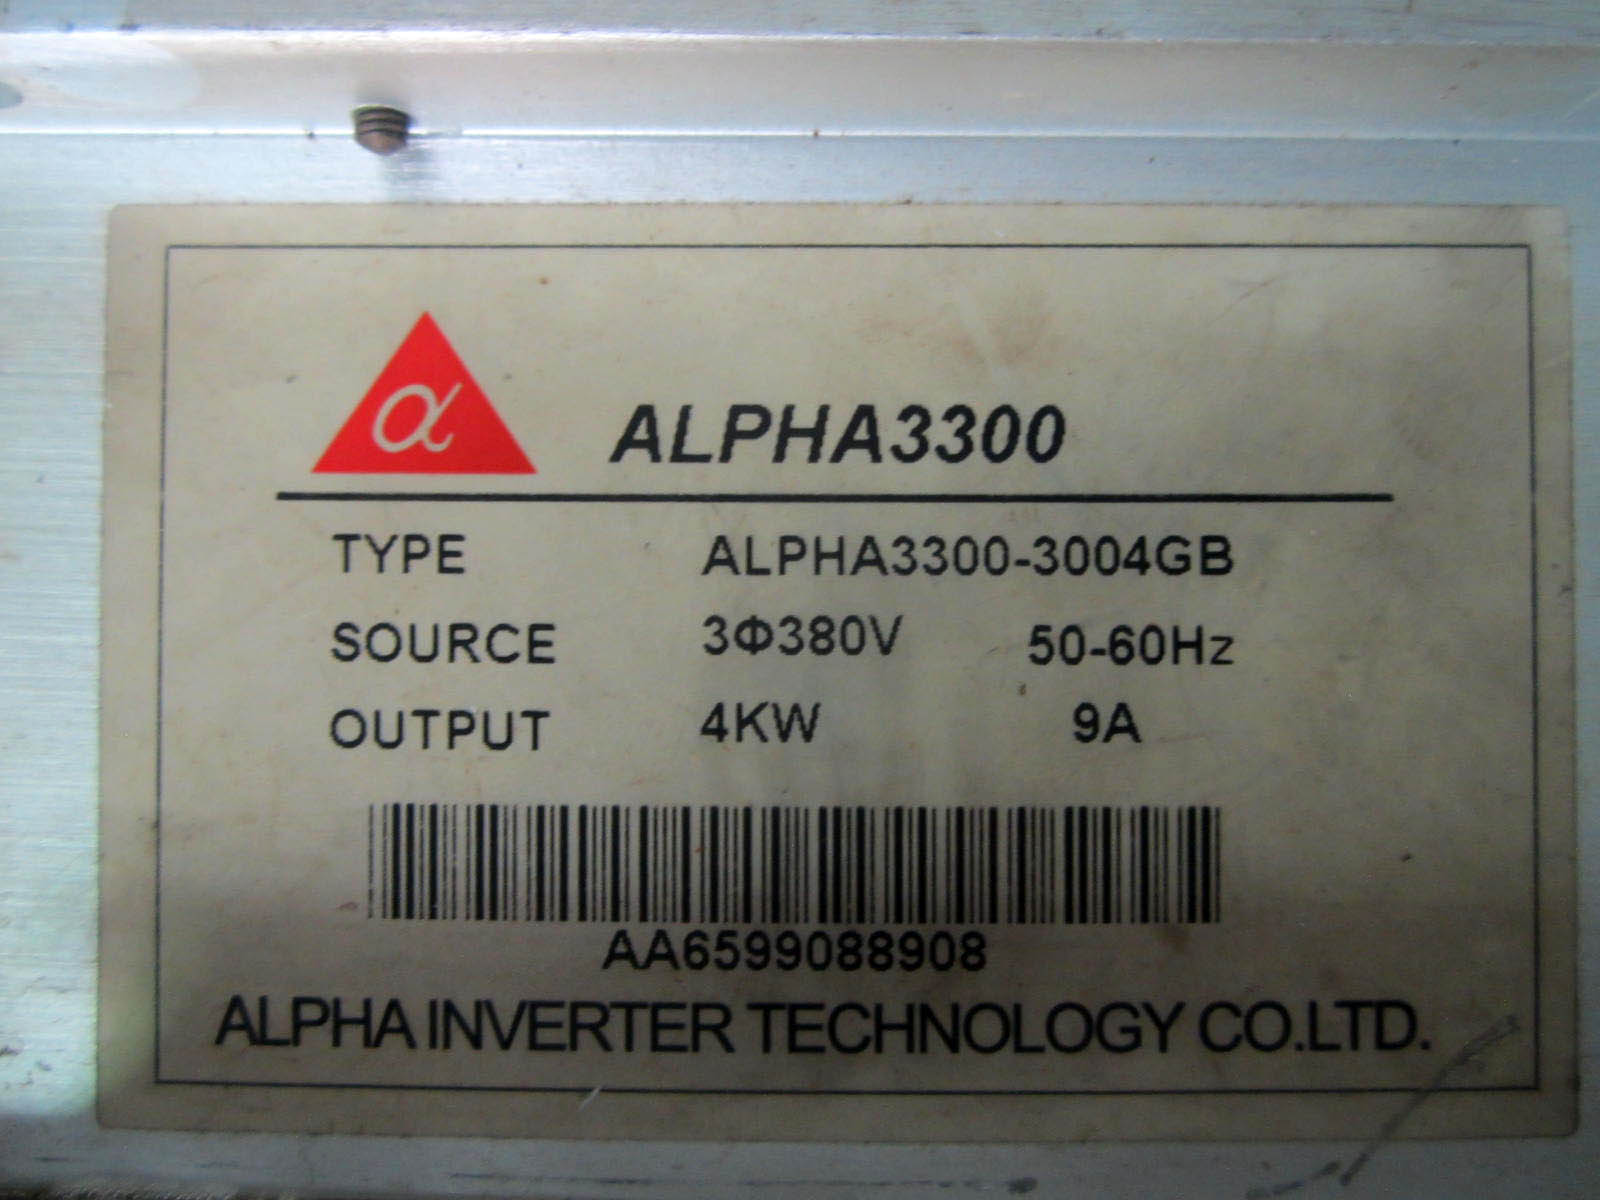 α
ALPHA3300
TYPE ALPHA3300-3004GB
SOURCE 3Φ380V 50-60Hz
OUTPUT 4KW 9A
AA6599088908
ALPHA INVERTER TECHNOLOGY CO.LTD.